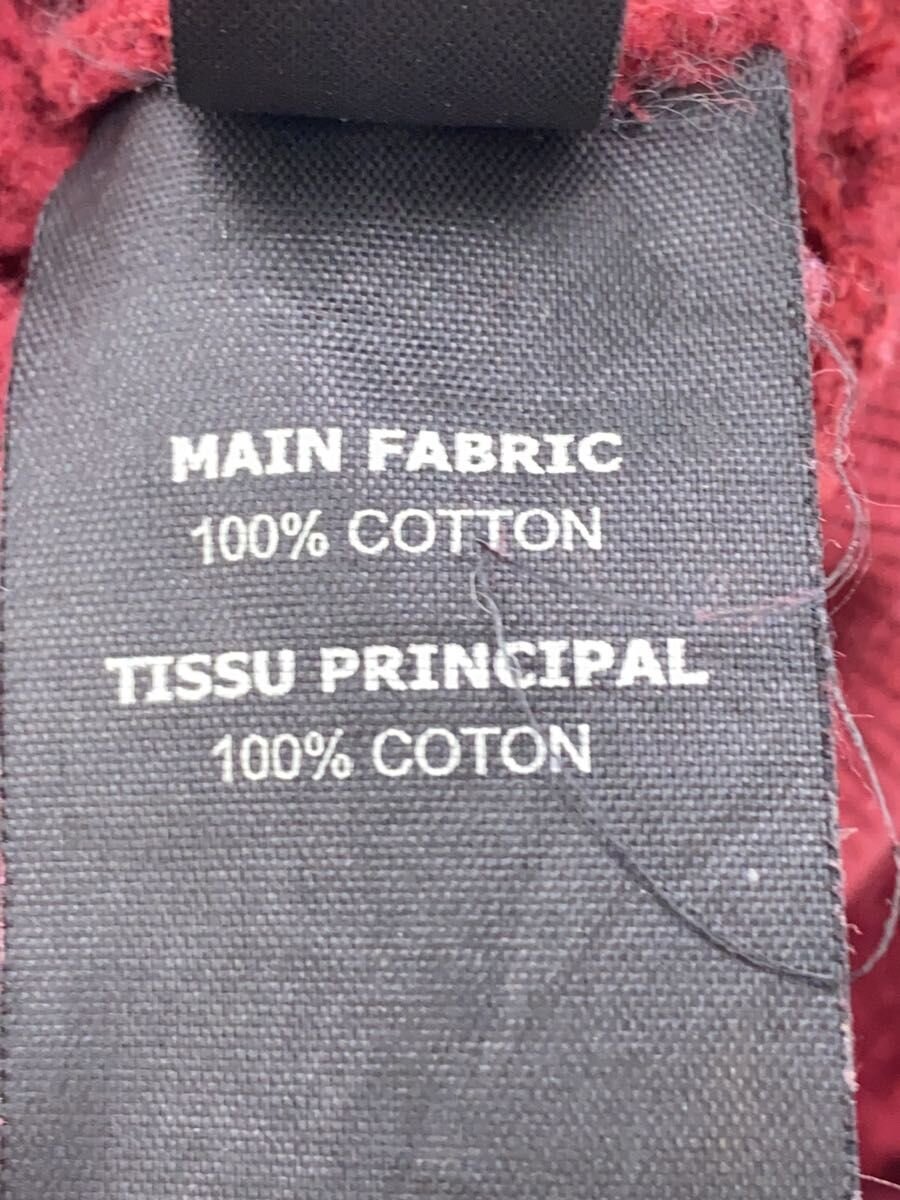 MAIN FABRIC
100% COTTON
TISSU PRINCIPAL
100% COTON